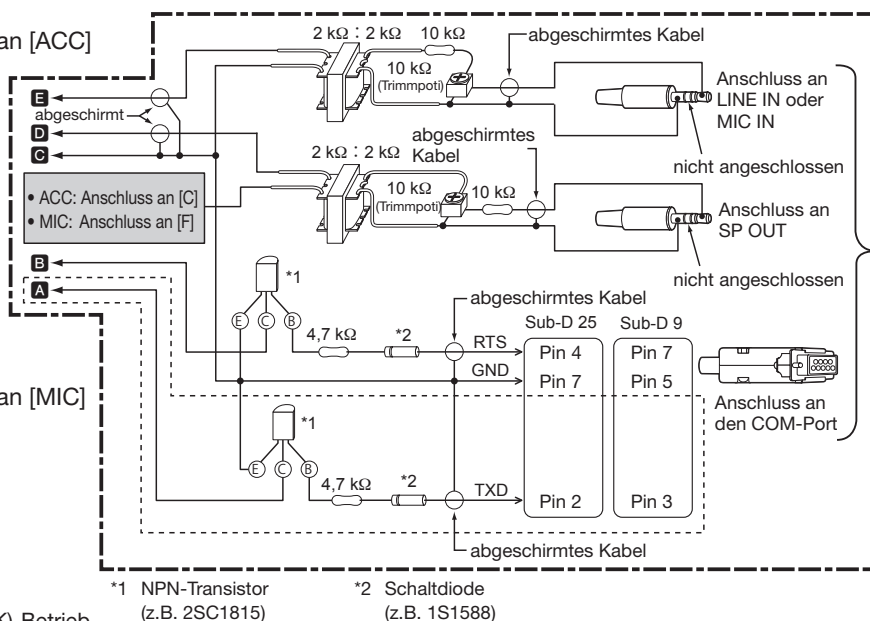 an [ACC]
2 kΩ : 2 kΩ 10 kΩ
abgeschirmtes Kabel
10 kΩ
(Trimmpoti)
Anschluss an
LINE IN oder
MIC IN
E
abgeschirmt
D
C
nicht angeschlossen
2 kΩ : 2 kΩ
abgeschirmtes
Kabel
10 kΩ
(Trimmpoti)
10 kΩ
• ACC: Anschluss an [C]
• MIC: Anschluss an [F]
Anschluss an
SP OUT
nicht angeschlossen
B
A
*1
abgeschirmtes Kabel
E C B
4,7 kΩ *2 RTS
GND
Sub-D 25 Sub-D 9
Pin 4 Pin 7
Pin 7 Pin 5
Anschluss an
den COM-Port
an [MIC]
*1
E C B
4,7 kΩ *2 TXD
Pin 2 Pin 3
abgeschirmtes Kabel
*1 NPN-Transistor
(z.B. 2SC1815)
*2 Schaltdiode
(z.B. 1S1588)
K)-Betrieb